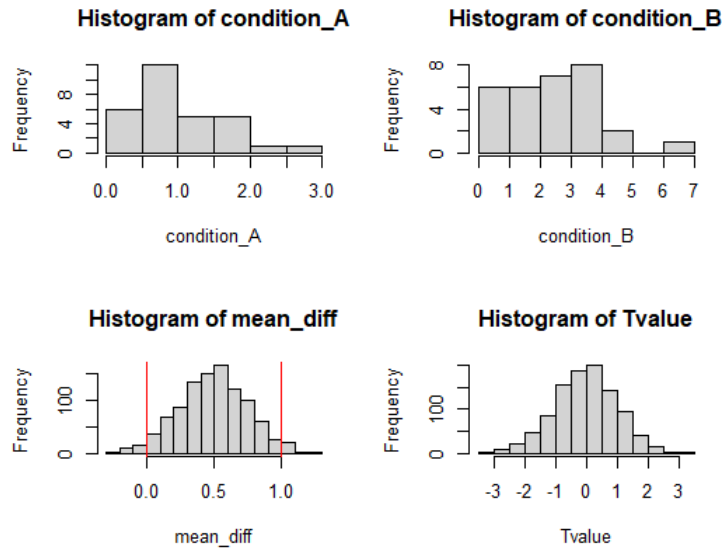 Histogram of condition_A
Frequency
0 4 8
0.0 1.0 2.0 3.0
condition_A
Histogram of condition_B
Frequency
0 4 8
0 1 2 3 4 5 6 7
condition_B
Histogram of mean_diff
Frequency
0 100
0.0 0.5 1.0
mean_diff
Histogram of Tvalue
Frequency
0 100
-3 -2 -1 0 1 2 3
Tvalue